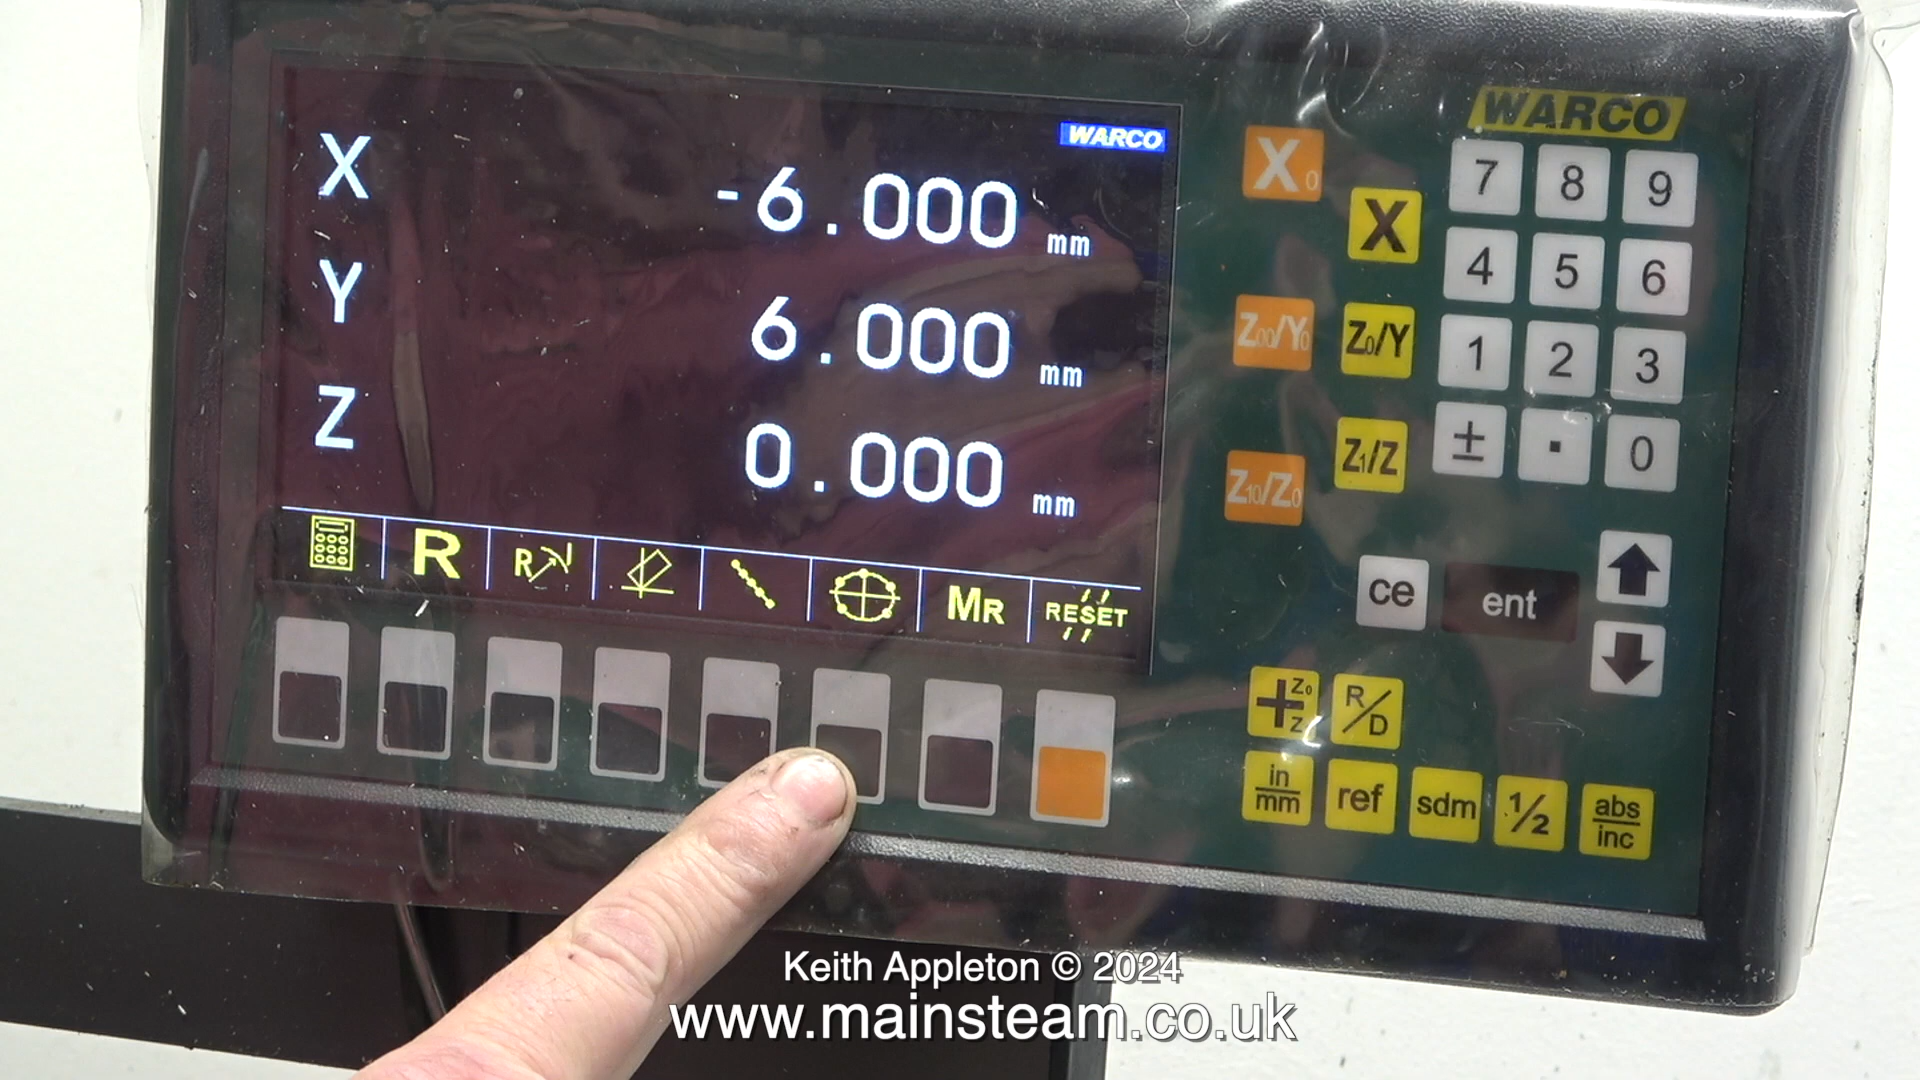 WARCO
X -6.000 mm
Y 6.000 mm
Z 0.000 mm
R
R
MR
RESET
WARCO
X0
X
7 8 9
Z00/Y0
Z0/Y
4 5 6
1 2 3
Z10/Z0
Z1/Z
± . 0
ce ent
+ Z0 Z
R/D
in/mm ref sdm 1/2 abs/inc
Keith Appleton © 2024
www.mainsteam.co.uk